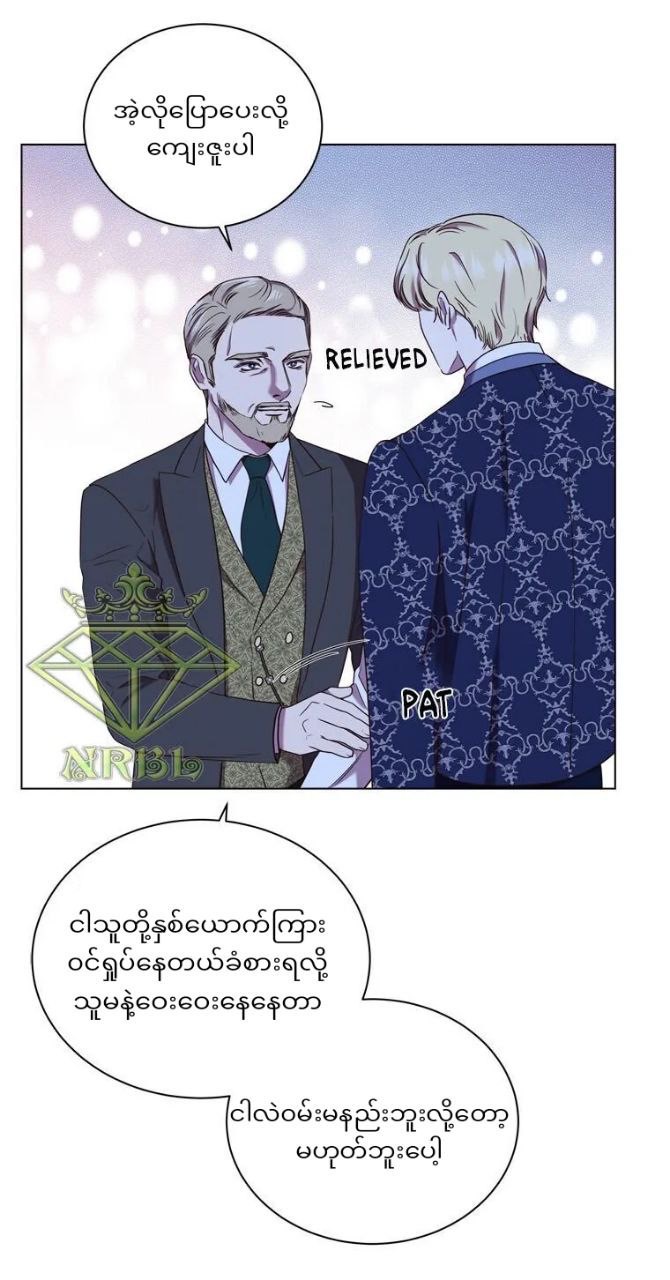 အဲ့လိုပြောပေးလို့
ကျေးဇူးပါ
RELIEVED
PAT
NRBL
ငါသူတို့နှစ်ယောက်ကြား
ဝင်ရှုပ်နေတယ်ခံစားရလို့
သူမနဲ့ဝေးဝေးနေနေတာ
ငါလဲဝမ်းမနည်းဘူးလို့တော့
မဟုတ်ဘူးပေါ့